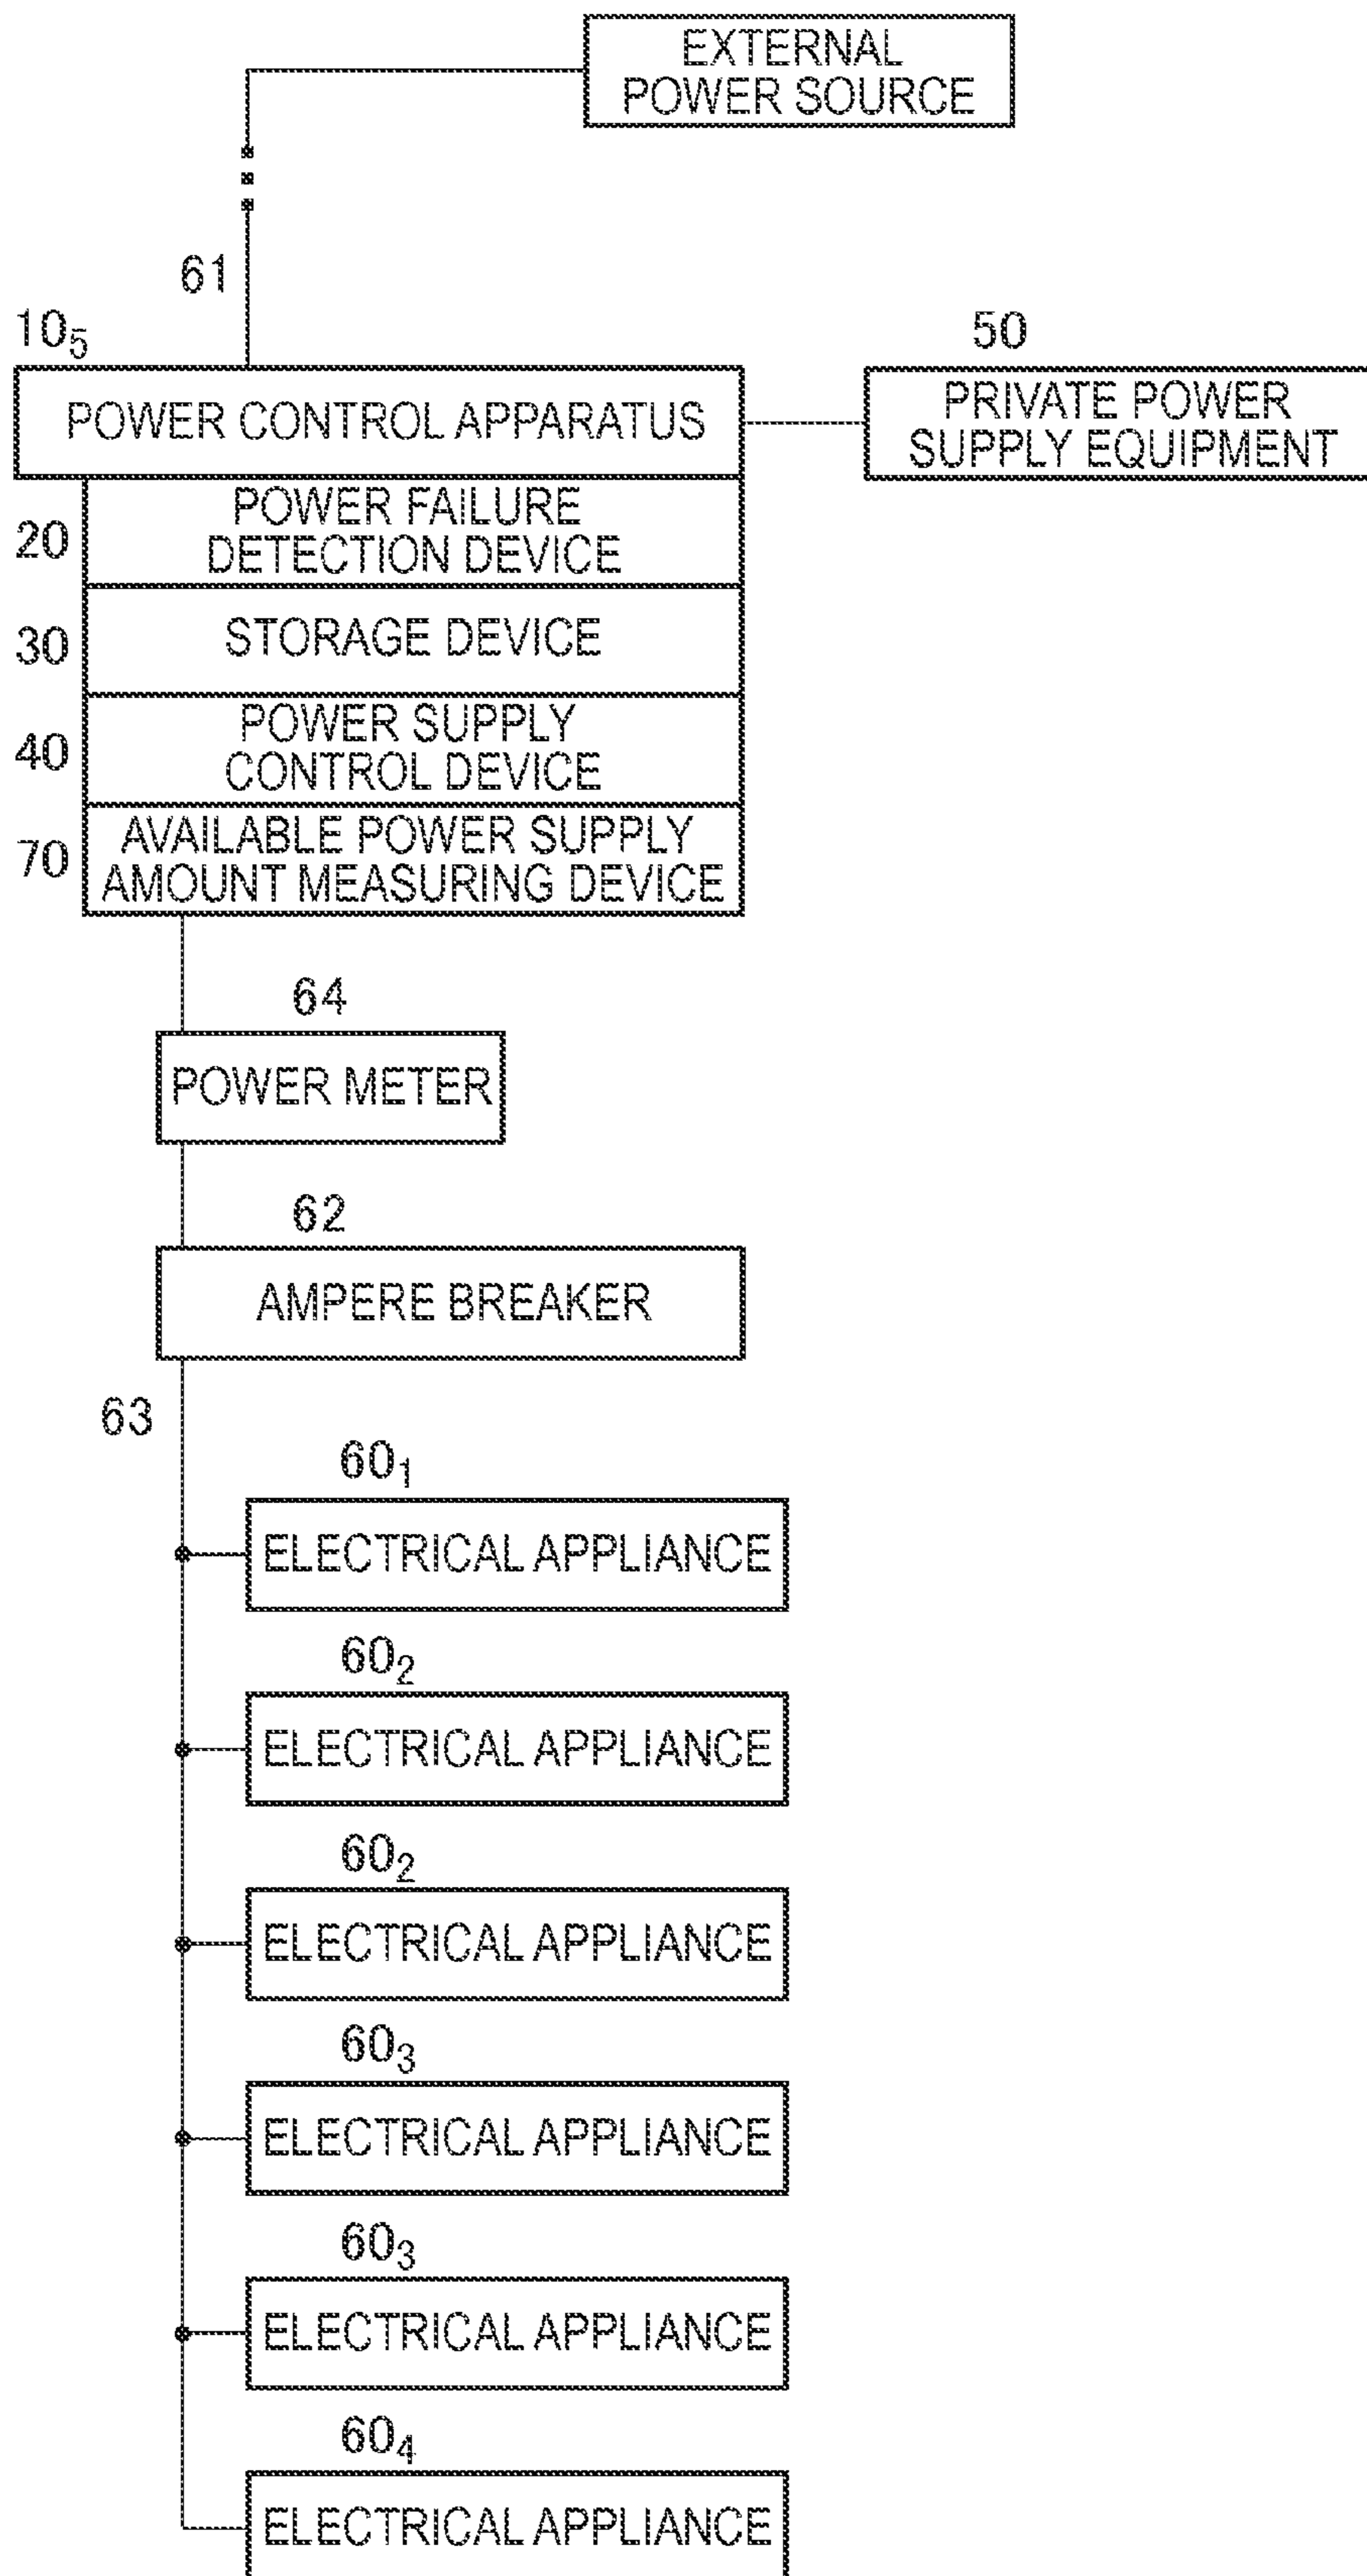 EXTERNAL
POWER SOURCE
61
10₅
50
POWER CONTROL APPARATUS
PRIVATE POWER
SUPPLY EQUIPMENT
20
POWER FAILURE
DETECTION DEVICE
30
STORAGE DEVICE
40
POWER SUPPLY
CONTROL DEVICE
70
AVAILABLE POWER SUPPLY
AMOUNT MEASURING DEVICE
64
POWER METER
62
AMPERE BREAKER
63
60₁
ELECTRICAL APPLIANCE
60₂
ELECTRICAL APPLIANCE
60₂
ELECTRICAL APPLIANCE
60₃
ELECTRICAL APPLIANCE
60₃
ELECTRICAL APPLIANCE
60₄
ELECTRICAL APPLIANCE